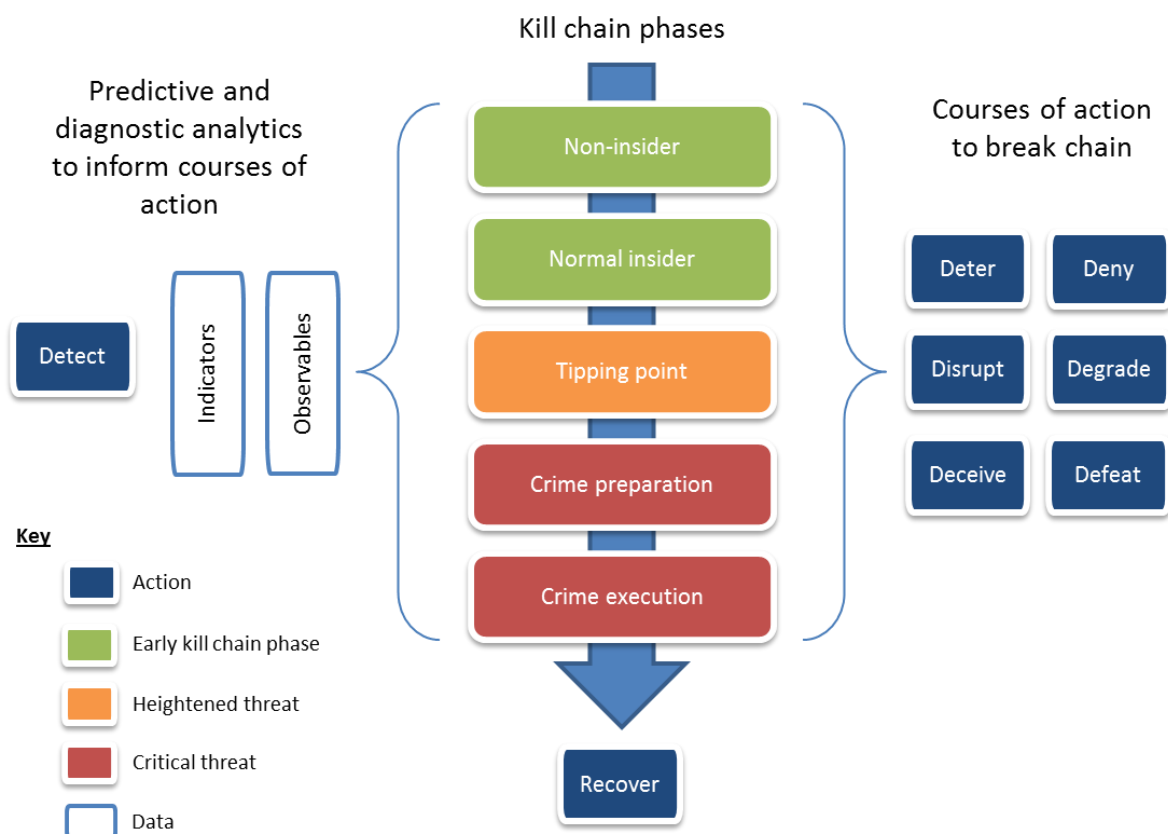 Kill chain phases
Predictive and
diagnostic analytics
to inform courses of
action
Detect
Indicators
Observables
Non-insider
Normal insider
Tipping point
Crime preparation
Crime execution
Recover
Courses of action
to break chain
Deter
Deny
Disrupt
Degrade
Deceive
Defeat
Key
Action
Early kill chain phase
Heightened threat
Critical threat
Data